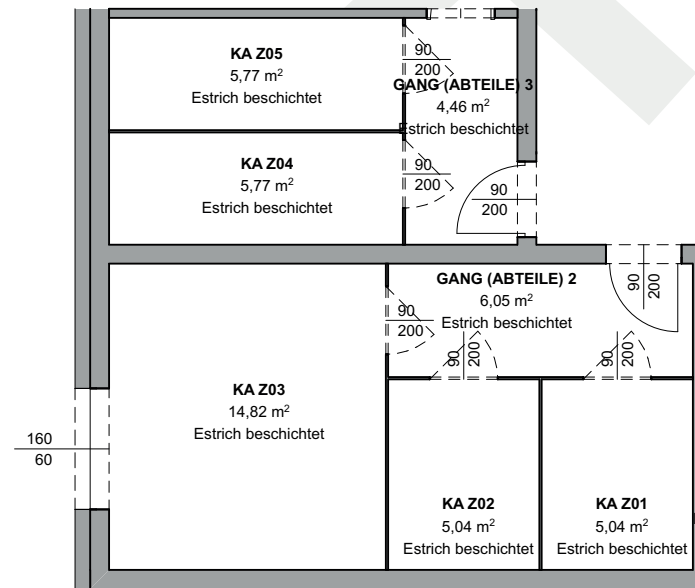 KA Z05
5,77 m²
Estrich beschichtet
90
200
GANG (ABTEILE) 3
4,46 m²
Estrich beschichtet
KA Z04
5,77 m²
Estrich beschichtet
90
200
90
200
GANG (ABTEILE) 2
6,05 m²
Estrich beschichtet
90
200
90
200
90
200
90
200
KA Z03
14,82 m²
Estrich beschichtet
160
60
KA Z02
5,04 m²
Estrich beschichtet
KA Z01
5,04 m²
Estrich beschichtet